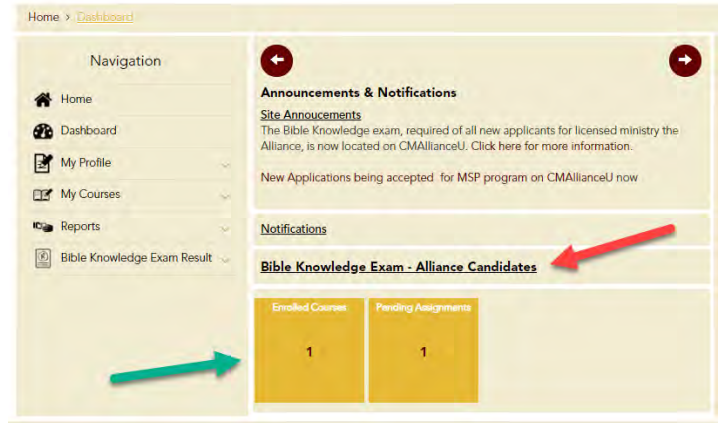 Home > Dashboard
Navigation
Home
Dashboard
My Profile
My Courses
Reports
Bible Knowledge Exam Result
Announcements & Notifications
Site Annoucements
The Bible Knowledge exam, required of all new applicants for licensed ministry the
Alliance, is now located on CMAllianceU. Click here for more information.
New Applications being accepted for MSP program on CMAllianceU now
Notifications
Bible Knowledge Exam - Alliance Candidates
Enrolled Courses
1
Pending Assignments
1